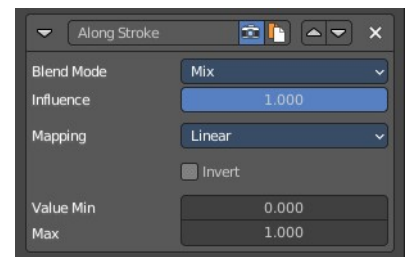 Along Stroke
Blend Mode Mix
Influence 1.000
Mapping Linear
Invert
Value Min 0.000
Max 1.000